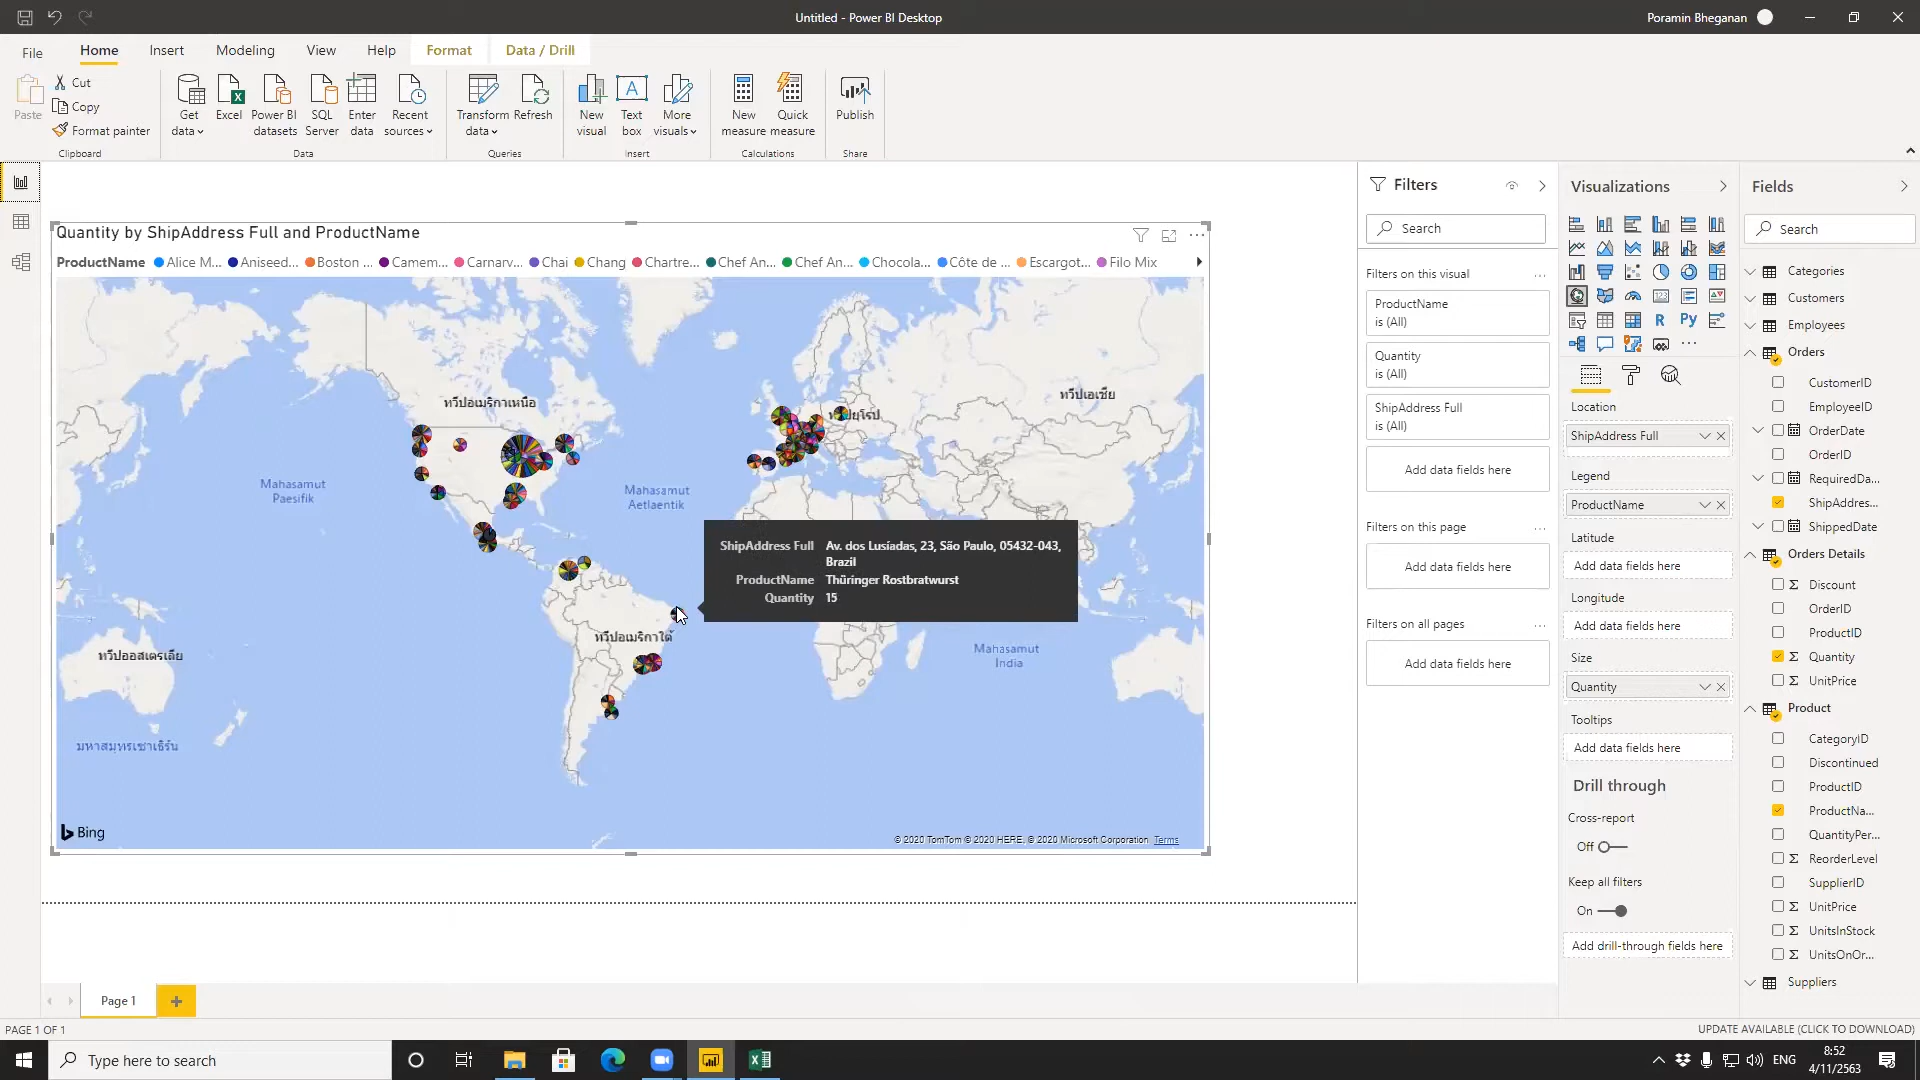 Untitled - Power BI Desktop
Poramin Bheganan
File
Home
Insert
Modeling
View
Help
Format
Data / Drill
Paste
Cut
Copy
Format painter
Get data
Excel
Power BI datasets
SQL Server
Enter data
Recent sources
Transform data
Refresh
New visual
Text box
More visuals
New measure
Quick measure
Publish
Clipboard
Data
Queries
Insert
Calculations
Share
Quantity by ShipAddress Full and ProductName
ProductName Alice M... Aniseed... Boston ... Camem... Carnarv... Chai Chang Chartre... Chef An... Chef An... Chocola... Côte de ... Escargot... Filo Mix
ทวีปอเมริกาเหนือ
ทวีปเอเชีย
Mahasamut Paesifik
Mahasamut Aetlaentik
ShipAddress Full Av. dos Lusíadas, 23, São Paulo, 05432-043, Brazil
ProductName Thüringer Rostbratwurst
Quantity 15
ทวีปอเมริกาใต้
ทวีปออสเตรเลีย
Mahasamut India
มหาสมุทรเซาเธิร์น
Bing
© 2020 TomTom © 2020 HERE, © 2020 Microsoft Corporation Terms
Filters
Search
Filters on this visual
ProductName
is (All)
Quantity
is (All)
ShipAddress Full
is (All)
Add data fields here
Filters on this page
Add data fields here
Filters on all pages
Add data fields here
Visualizations
R
Py
Location
ShipAddress Full
Legend
ProductName
Latitude
Add data fields here
Longitude
Add data fields here
Size
Quantity
Tooltips
Add data fields here
Drill through
Cross-report
Off
Keep all filters
On
Add drill-through fields here
Fields
Search
Categories
Customers
Employees
Orders
CustomerID
EmployeeID
OrderDate
OrderID
RequiredDa...
ShipAddres...
ShippedDate
Orders Details
Discount
OrderID
ProductID
Quantity
UnitPrice
Product
CategoryID
Discontinued
ProductID
ProductNa...
QuantityPer...
ReorderLevel
SupplierID
UnitPrice
UnitsInStock
UnitsOnOr...
Suppliers
Page 1
PAGE 1 OF 1
UPDATE AVAILABLE (CLICK TO DOWNLOAD)
Type here to search
ENG
8:52
4/11/2563